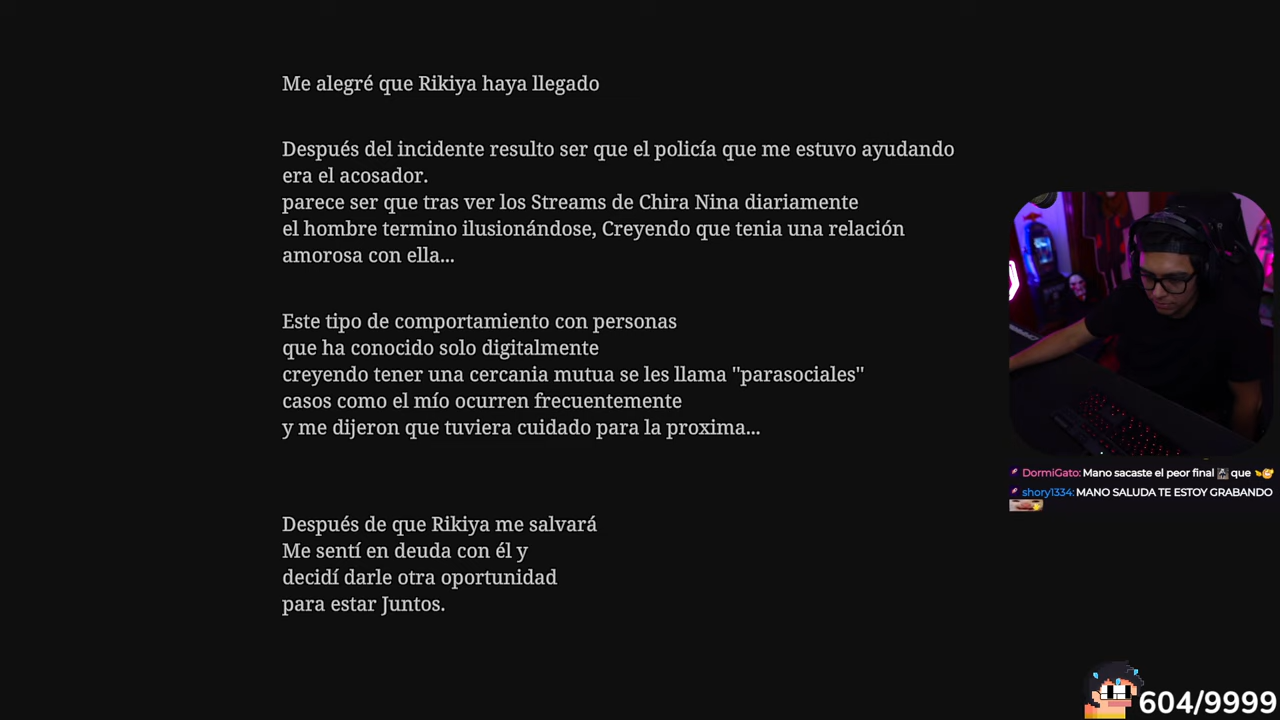 Me alegré que Rikiya haya llegado
Después del incidente resulto ser que el policía que me estuvo ayudando
era el acosador.
parece ser que tras ver los Streams de Chira Nina diariamente
el hombre termino ilusionándose, Creyendo que tenia una relación
amorosa con ella...
Este tipo de comportamiento con personas
que ha conocido solo digitalmente
creyendo tener una cercania mutua se les llama "parasociales"
casos como el mío ocurren frecuentemente
y me dijeron que tuviera cuidado para la proxima...
Después de que Rikiya me salvará
Me sentí en deuda con él y
decidí darle otra oportunidad
para estar Juntos.
DormiGato: Mano sacaste el peor final que
shory1334: MANO SALUDA TE ESTOY GRABANDO
604/9999